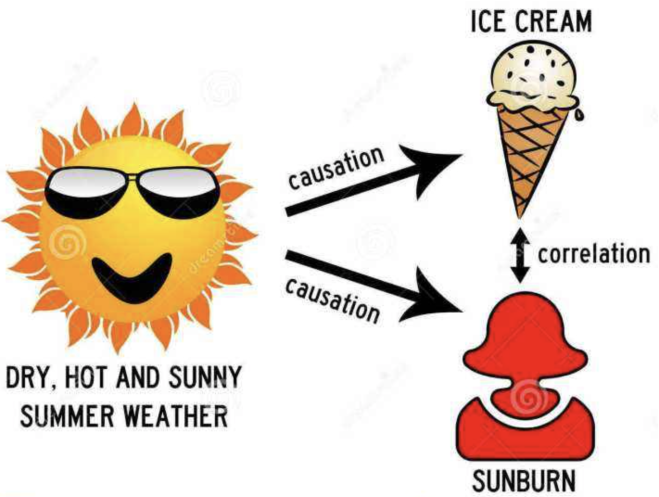 ICE CREAM
causation
correlation
causation
DRY, HOT AND SUNNY
SUMMER WEATHER
SUNBURN